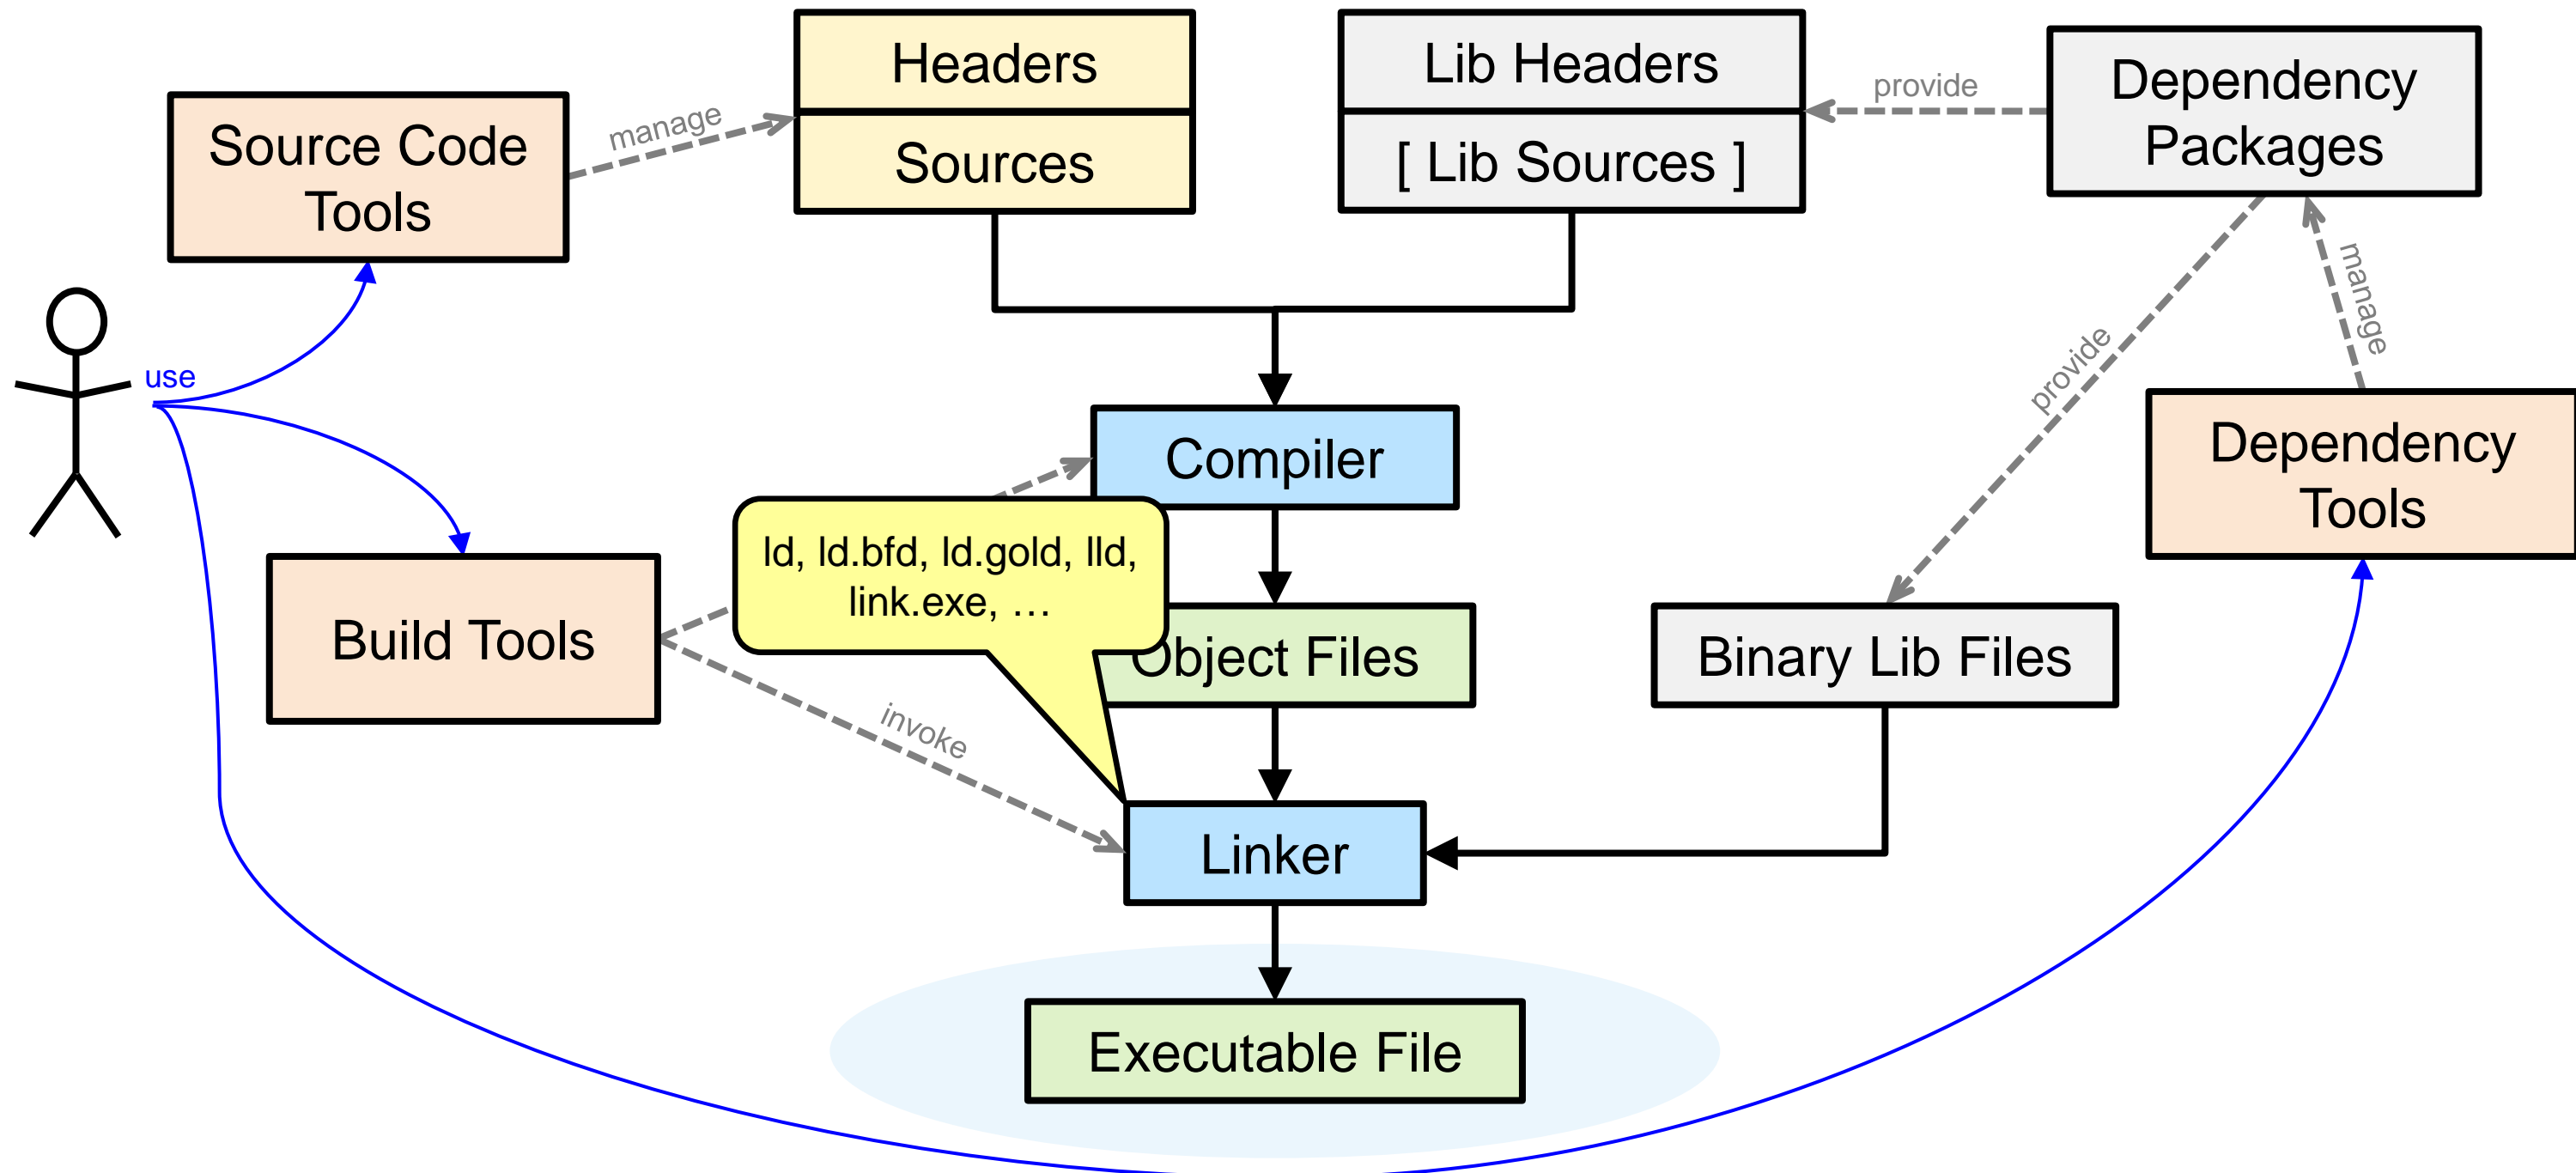 Headers
Sources
Lib Headers
[ Lib Sources ]
provide
Dependency
Packages
Source Code
Tools
manage
manage
provide
use
Compiler
Dependency
Tools
ld, ld.bfd, ld.gold, lld,
link.exe, …
Build Tools
Object Files
Binary Lib Files
invoke
Linker
Executable File